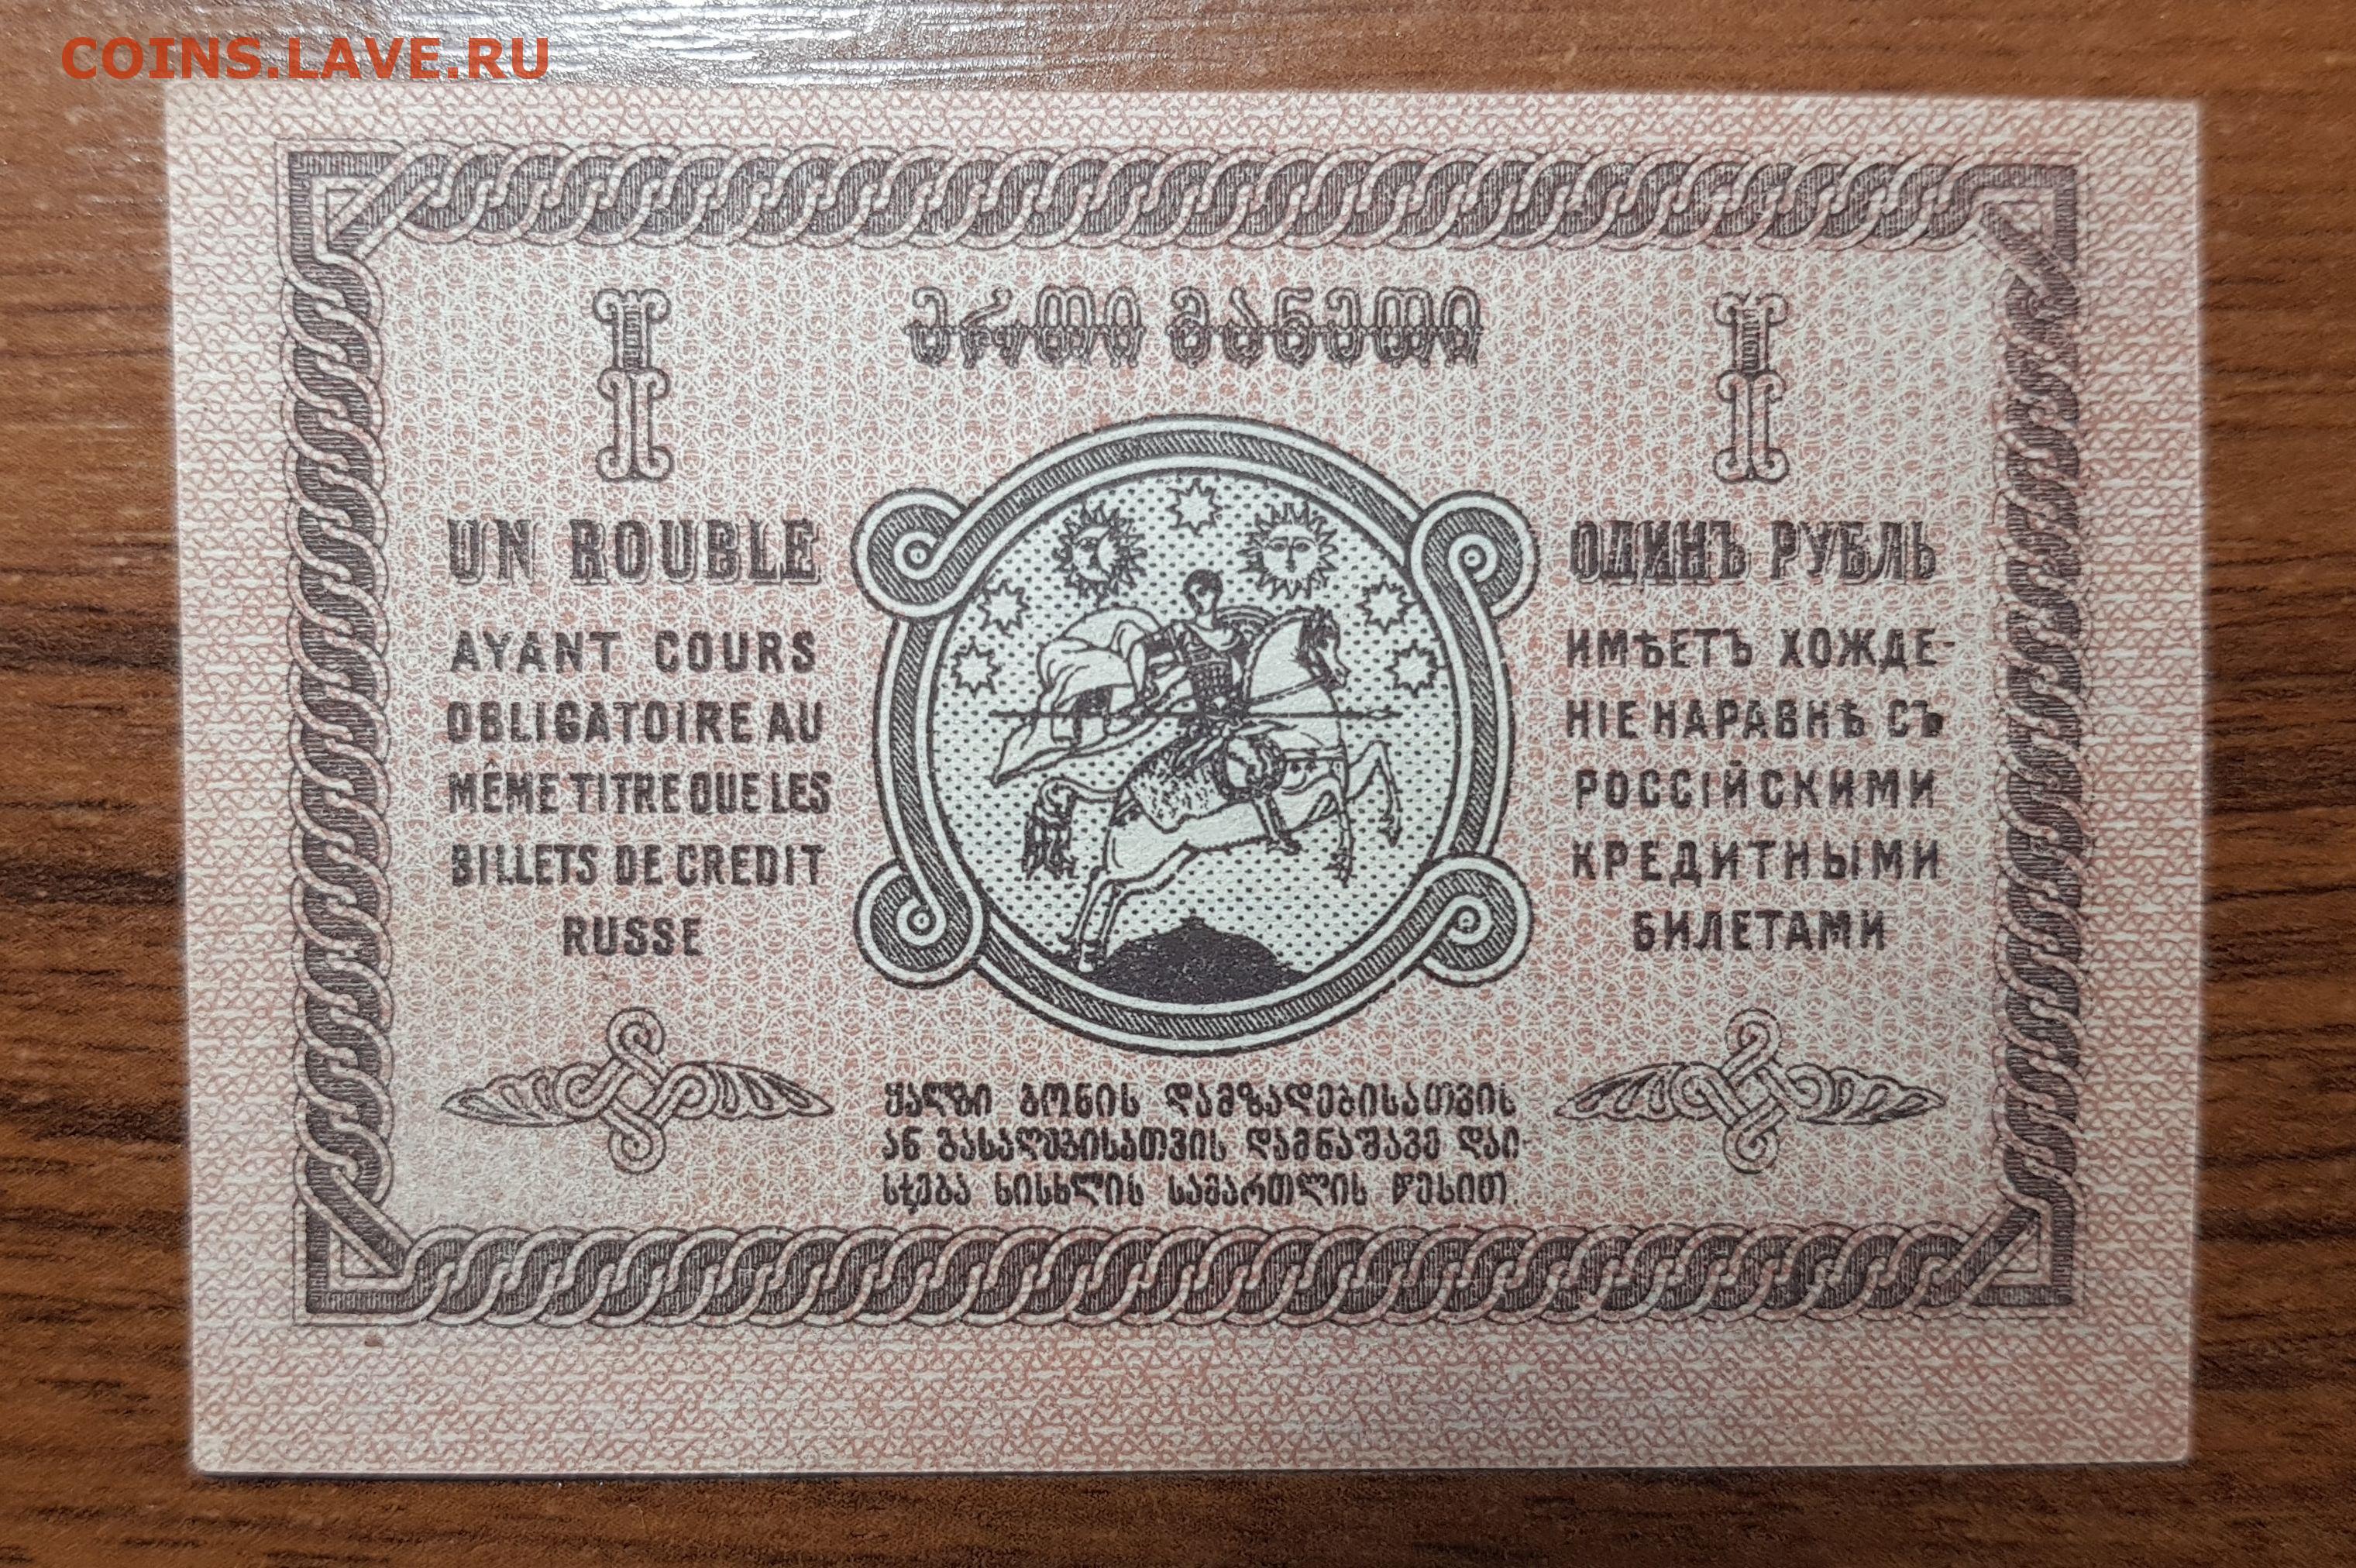 COINS.LAVE.RU
ერთი მანეთი
I
I
UN ROUBLE
AYANT COURS
OBLIGATOIRE AU
MÊME TITRE QUE LES
BILLETS DE CREDIT
RUSSE
ОДИНЪ РУБЛЬ
ИМѢЕТЪ ХОЖДЕ-
НІЕ НАРАВНѢ СЪ
РОССІЙСКИМИ
КРЕДИТНЫМИ
БИЛЕТАМИ
ყალბი ბონის დამზადებისათვის
ან გასაღებისათვის დამნაშავე დაი-
სჯება სისხლის სამართლის წესით.